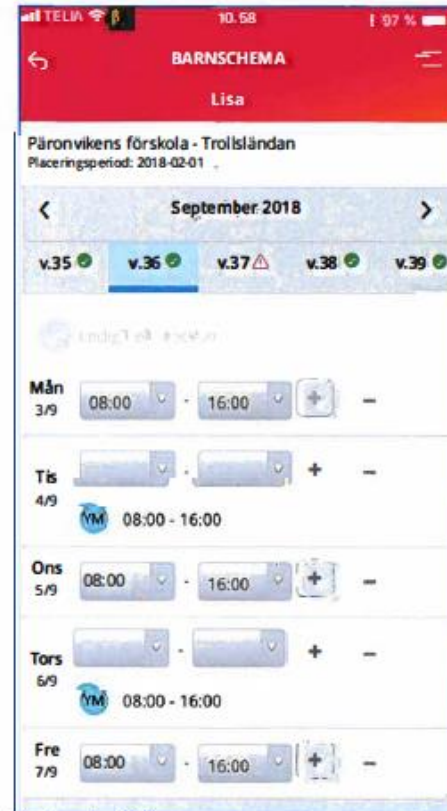 TELIA 10.58 97 %
BARNSCHEMA
Lisa
Päronvikens förskola - Trollsländan
Placeringsperiod: 2018-02-01
< September 2018 >
v.35 v.36 v.37 v.38 v.39
Mån 08:00 - 16:00 + -
3/9
Tis - + -
4/9
YM 08:00 - 16:00
Ons 08:00 - 16:00 + -
5/9
Tors - + -
6/9
YM 08:00 - 16:00
Fre 08:00 - 16:00 + -
7/9